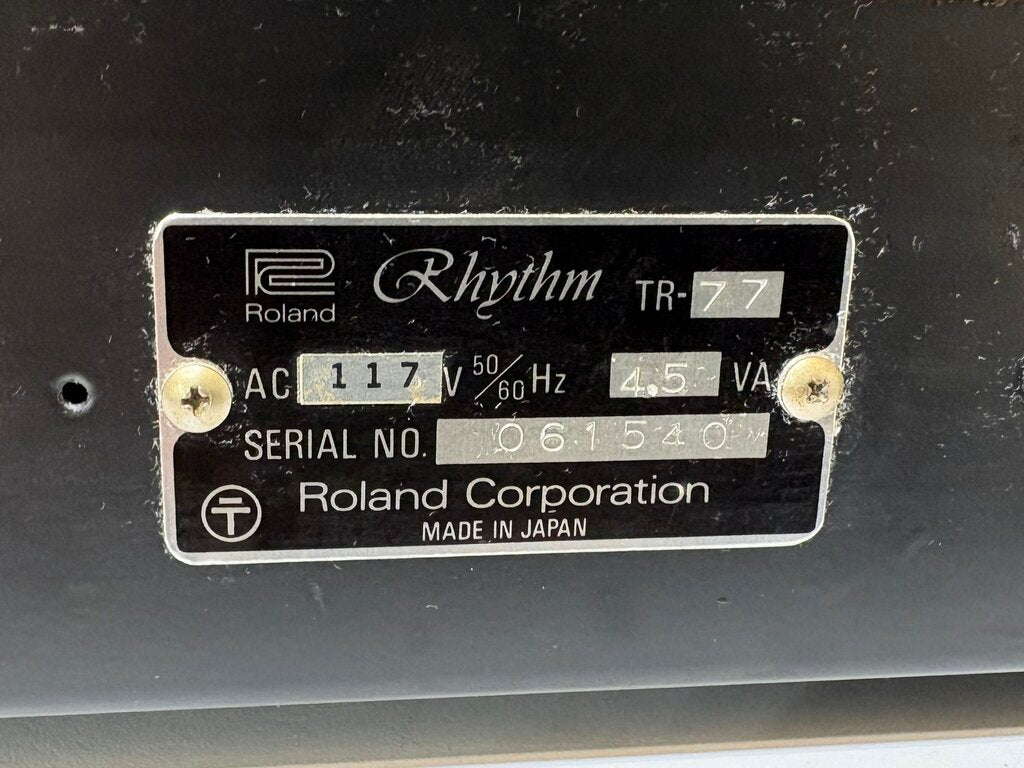 Roland Rhythm TR-77
AC 117 V 50/60 Hz 4.5 VA
SERIAL NO. 061540
Roland Corporation
MADE IN JAPAN